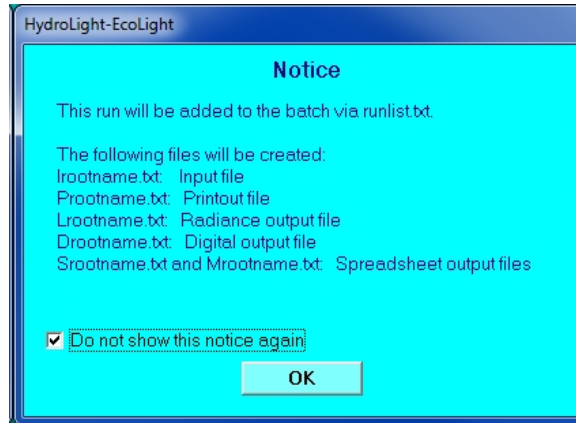 HydroLight-EcoLight
Notice
This run will be added to the batch via runlist.txt.
The following files will be created:
Irootname.txt: Input file
Prootname.txt: Printout file
Lrootname.txt: Radiance output file
Drootname.txt: Digital output file
Srootname.txt and Mrootname.txt: Spreadsheet output files
Do not show this notice again
OK